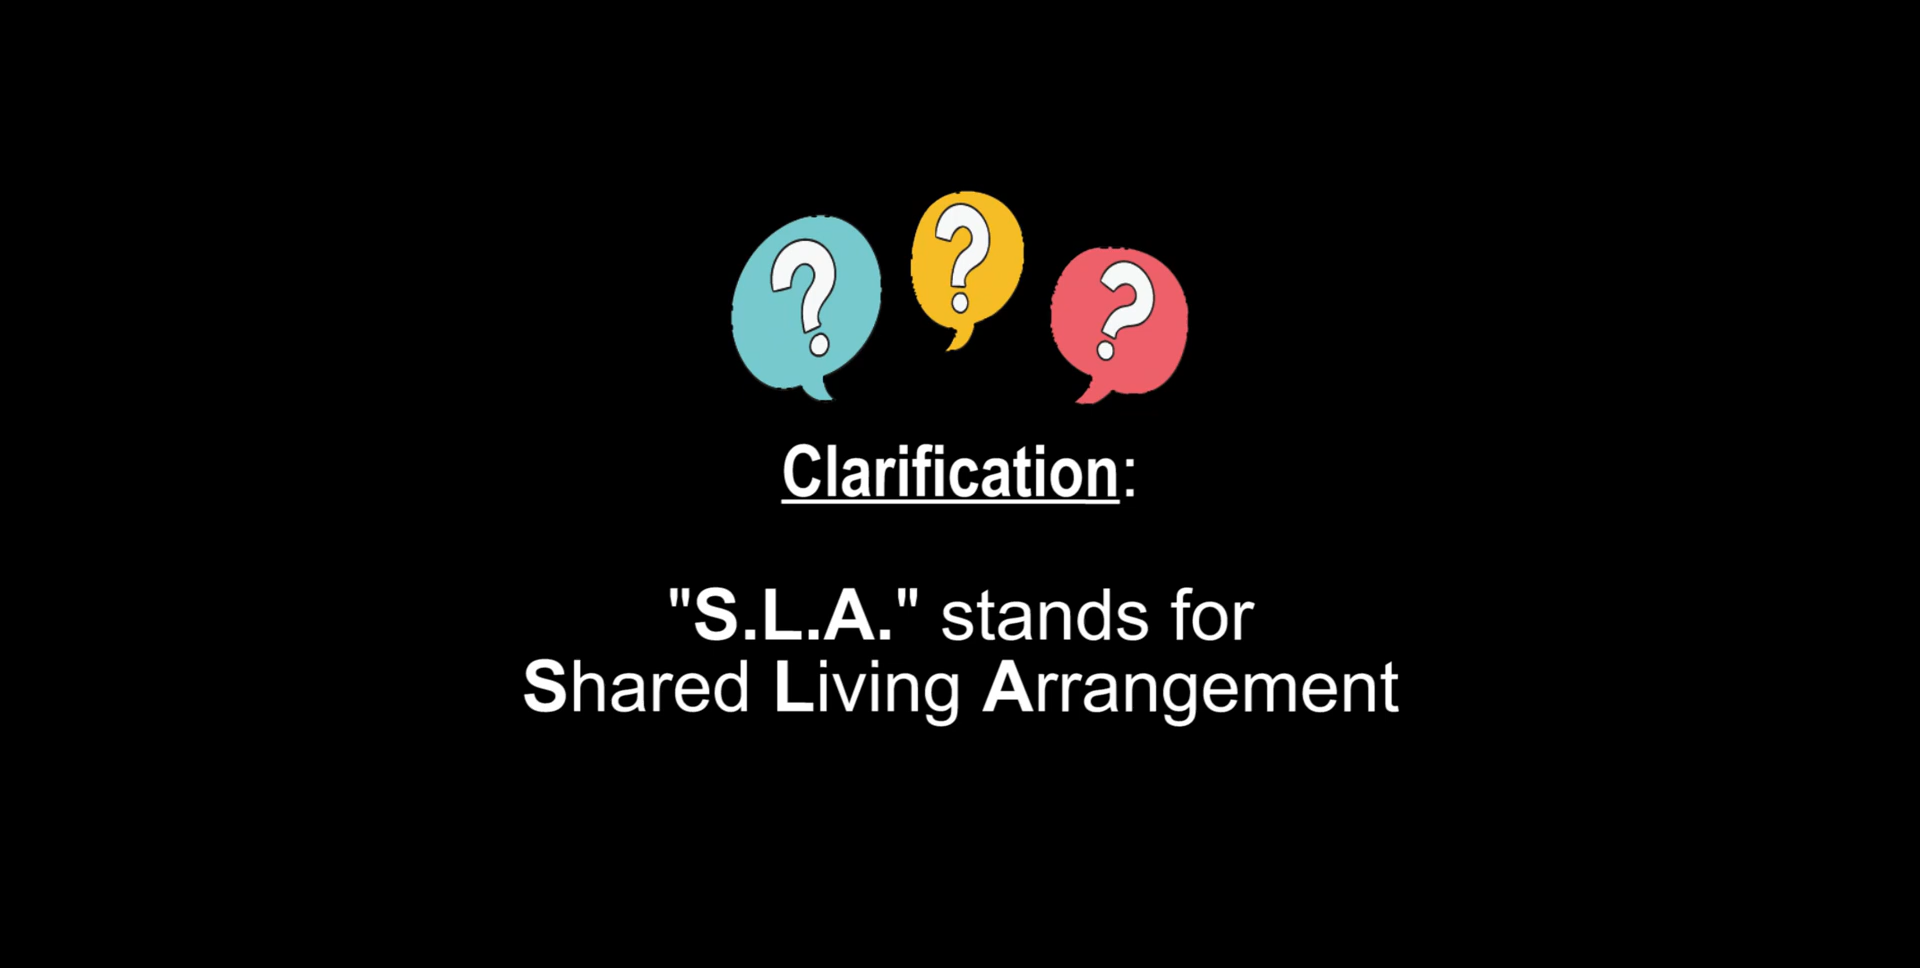 ? ? ?
Clarification:
"S.L.A." stands for
Shared Living Arrangement